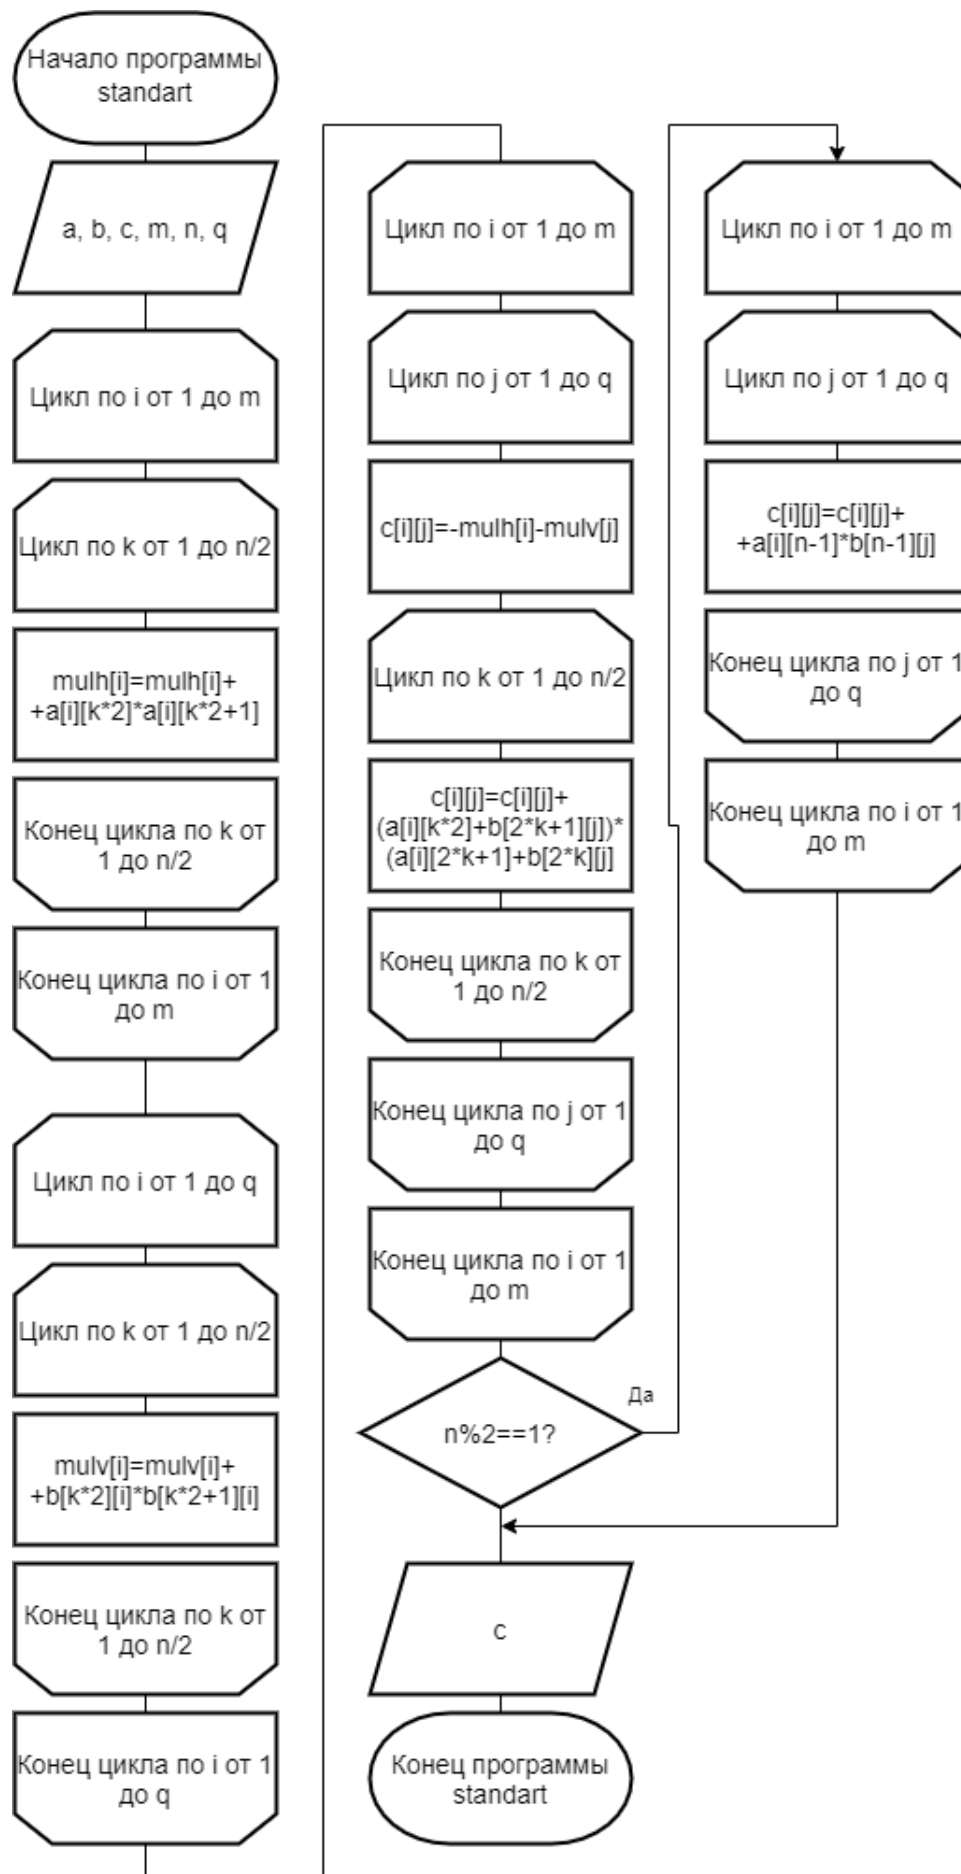 Начало программы
standart
a, b, c, m, n, q
Цикл по i от 1 до m
Цикл по k от 1 до n/2
mulh[i]=mulh[i]+
+a[i][k*2]*a[i][k*2+1]
Конец цикла по k от
1 до n/2
Конец цикла по i от 1
до m
Цикл по i от 1 до q
Цикл по k от 1 до n/2
mulv[i]=mulv[i]+
+b[k*2][i]*b[k*2+1][i]
Конец цикла по k от
1 до n/2
Конец цикла по i от 1
до q
Цикл по i от 1 до m
Цикл по j от 1 до q
c[i][j]=-mulh[i]-mulv[j]
Цикл по k от 1 до n/2
c[i][j]=c[i][j]+
(a[i][k*2]+b[2*k+1][j])*
(a[i][2*k+1]+b[2*k][j]
Конец цикла по k от
1 до n/2
Конец цикла по j от 1
до q
Конец цикла по i от 1
до m
n%2==1?
Да
Цикл по i от 1 до m
Цикл по j от 1 до q
c[i][j]=c[i][j]+
+a[i][n-1]*b[n-1][j]
Конец цикла по j от 1
до q
Конец цикла по i от 1
до m
c
Конец программы
standart